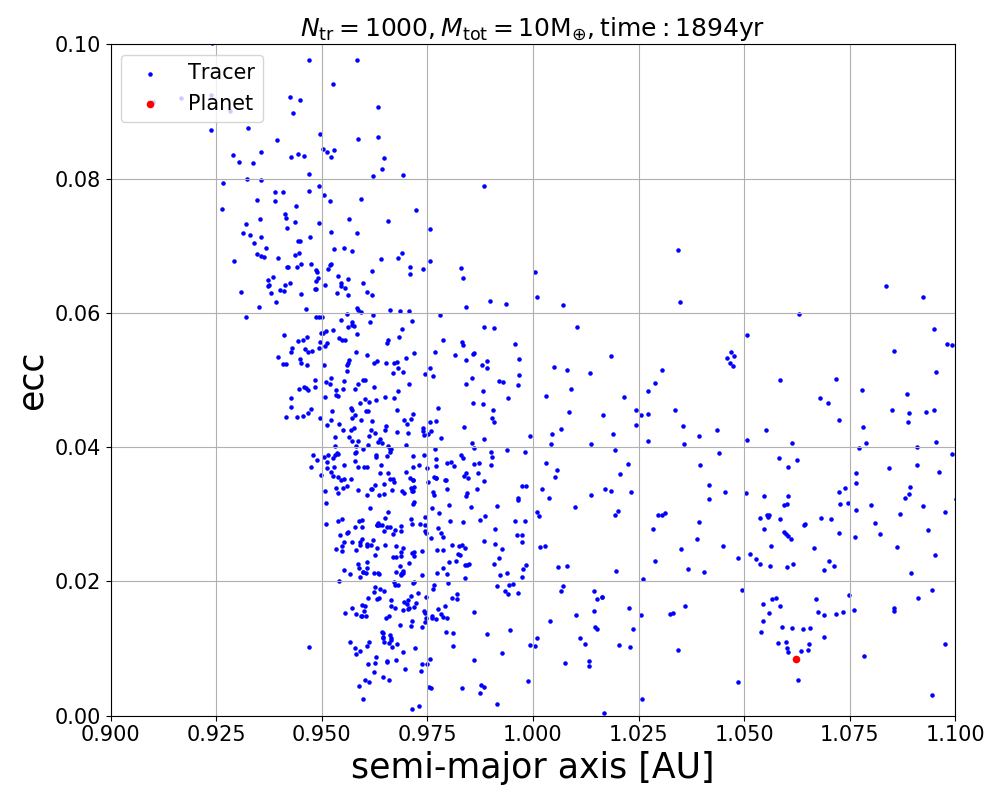 N_tr = 1000, M_tot = 10M_⊕, time : 1894yr
Tracer
Planet
ecc
0.10
0.08
0.06
0.04
0.02
0.00
0.900 0.925 0.950 0.975 1.000 1.025 1.050 1.075 1.100
semi-major axis [AU]